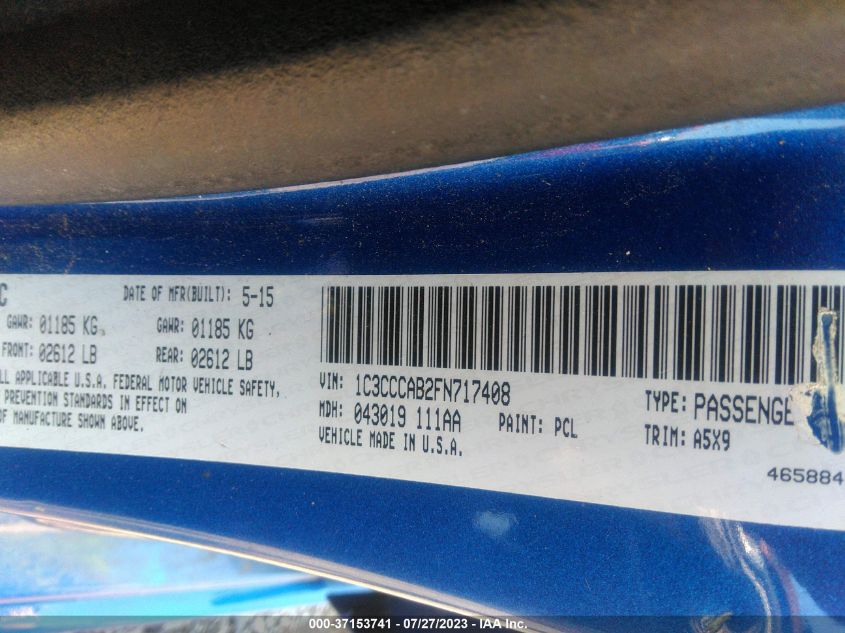 C DATE OF MFR(BUILT): 5-15
GAWR: 01185 KG GAWR: 01185 KG
FRONT: 02612 LB REAR: 02612 LB
ALL APPLICABLE U.S.A. FEDERAL MOTOR VEHICLE SAFETY,
PREVENTION STANDARDS IN EFFECT ON
OF MANUFACTURE SHOWN ABOVE.
VIN: 1C3CCCAB2FN717408
MDH: 043019 111AA PAINT: PCL
VEHICLE MADE IN U.S.A.
TYPE: PASSENGE
TRIM: A5X9
465884
000-37153741 - 07/27/2023 - IAA Inc.